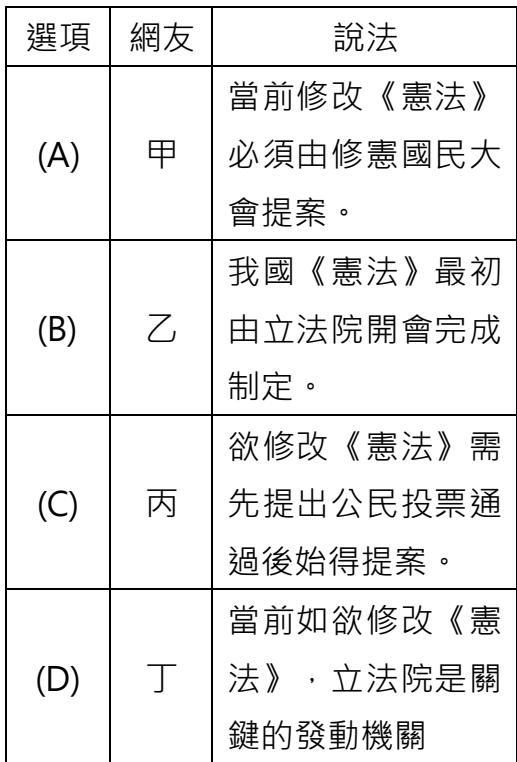 選項 網友 說法
(A) 甲 當前修改《憲法》
必須由修憲國民大
會提案。
(B) 乙 我國《憲法》最初
由立法院開會完成
制定。
(C) 丙 欲修改《憲法》需
先提出公民投票通
過後始得提案。
(D) 丁 當前如欲修改《憲
法》，立法院是關
鍵的發動機關